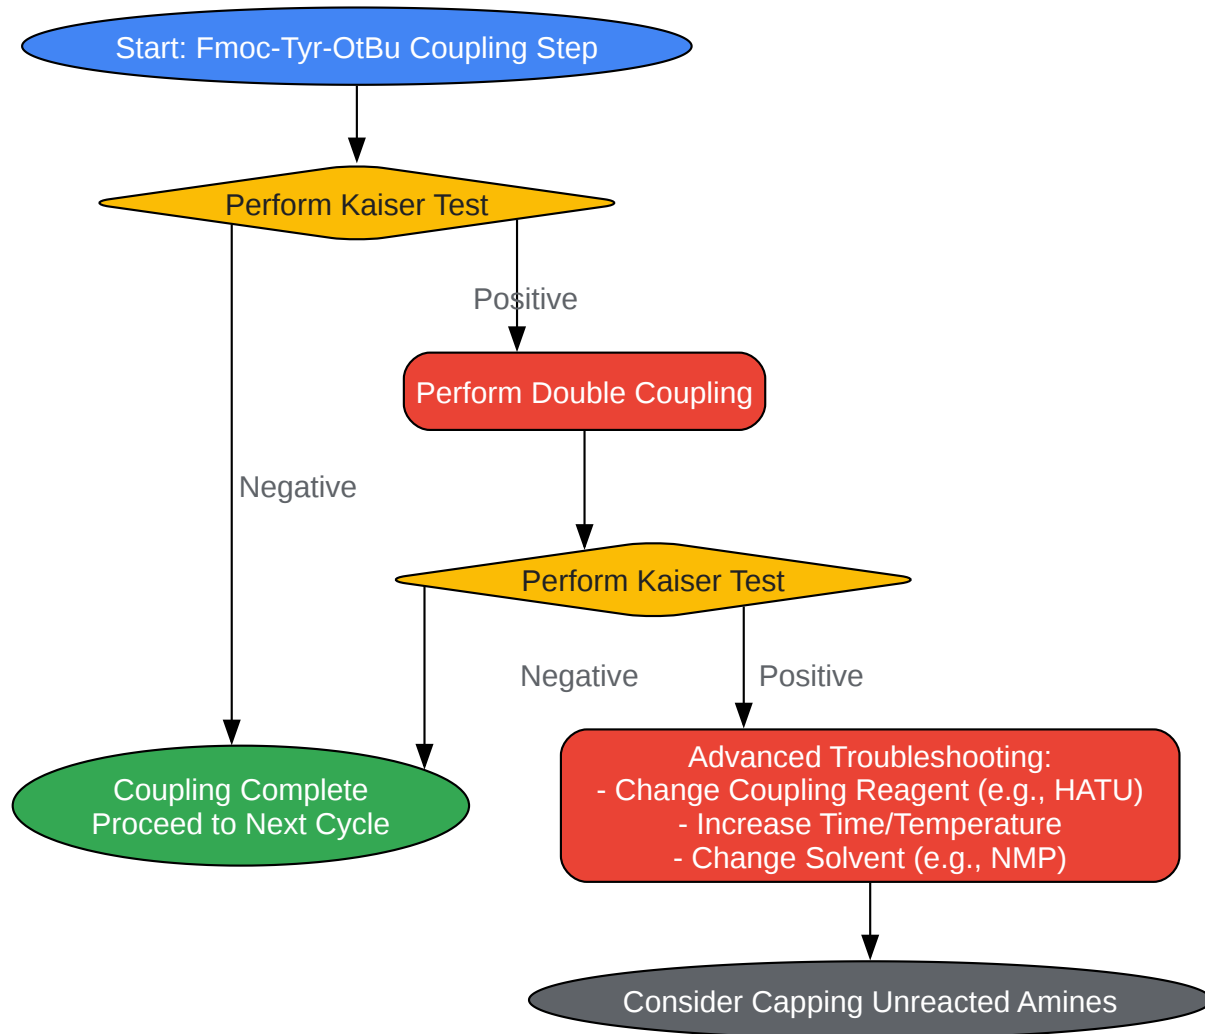 Start: Fmoc-Tyr-OtBu Coupling Step
Perform Kaiser Test
Positive
Perform Double Coupling
Negative
Perform Kaiser Test
Negative
Positive
Advanced Troubleshooting:
- Change Coupling Reagent (e.g., HATU)
- Increase Time/Temperature
- Change Solvent (e.g., NMP)
Coupling Complete
Proceed to Next Cycle
Consider Capping Unreacted Amines